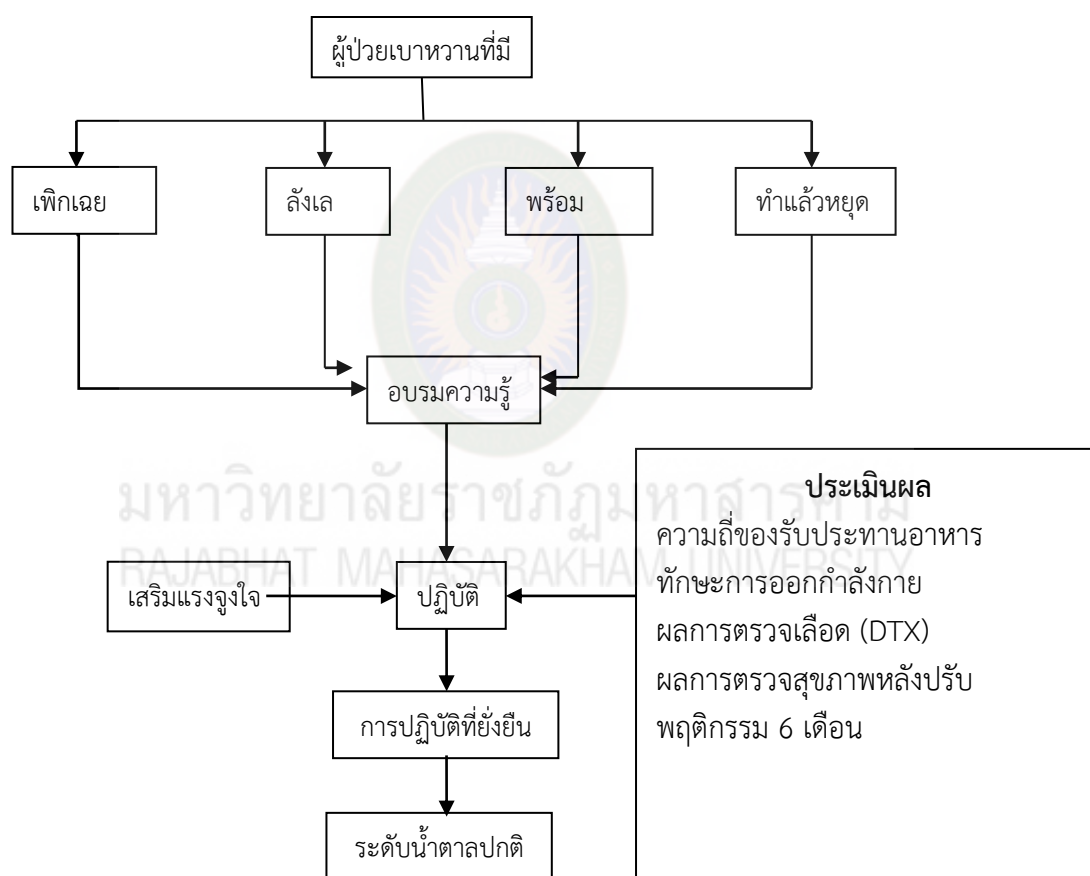 ผู้ป่วยเบาหวานที่มี
เพิกเฉย
ลังเล
พร้อม
ทำแล้วหยุด
อบรมความรู้
มหาวิทยาลัยราชภัฏมหาสารคาม
RAJABHAT MAHASARAKHAM UNIVERSITY
ประเมินผล
ความถี่ของรับประทานอาหาร
ทักษะการออกกำลังกาย
ผลการตรวจเลือด (DTX)
ผลการตรวจสุขภาพหลังปรับ
พฤติกรรม 6 เดือน
เสริมแรงจูงใจ
ปฏิบัติ
การปฏิบัติที่ยั่งยืน
ระดับน้ำตาลปกติ